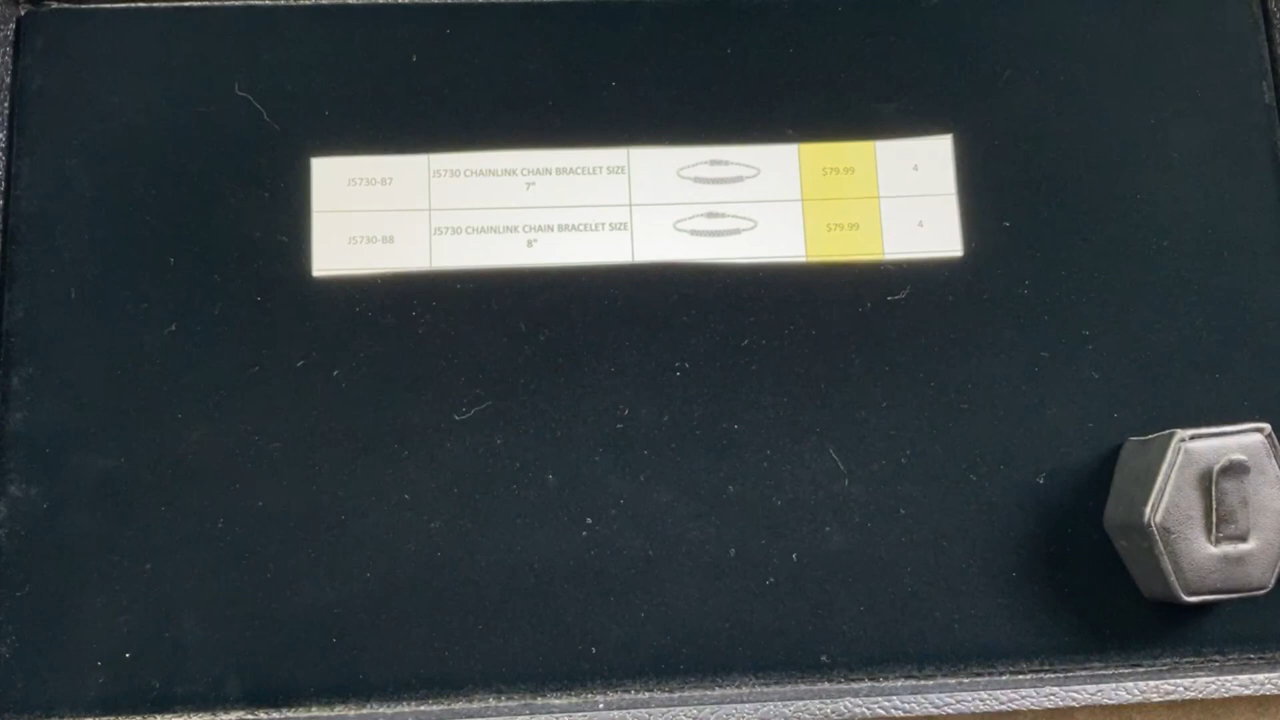 J5730-B7
J5730 CHAINLINK CHAIN BRACELET SIZE
7"
$79.99
4
J5730-B8
J5730 CHAINLINK CHAIN BRACELET SIZE
8"
$79.99
4